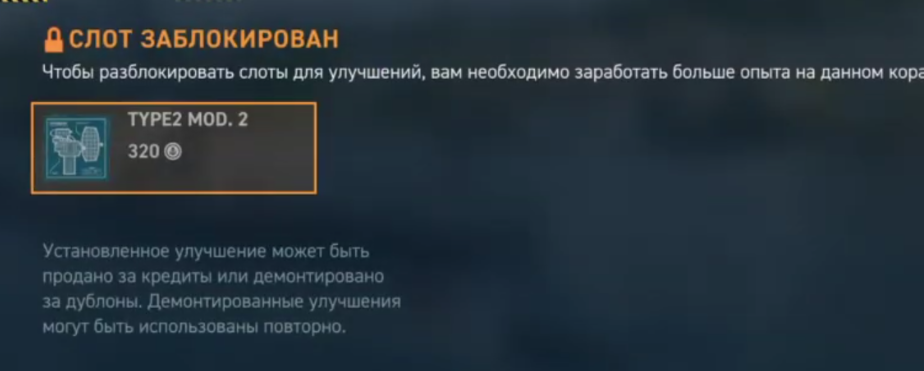 СЛОТ ЗАБЛОКИРОВАН
Чтобы разблокировать слоты для улучшений, вам необходимо заработать больше опыта на данном кора
TYPE2 MOD. 2
320
Установленное улучшение может быть
продано за кредиты или демонтировано
за дублоны. Демонтированные улучшения
могут быть использованы повторно.